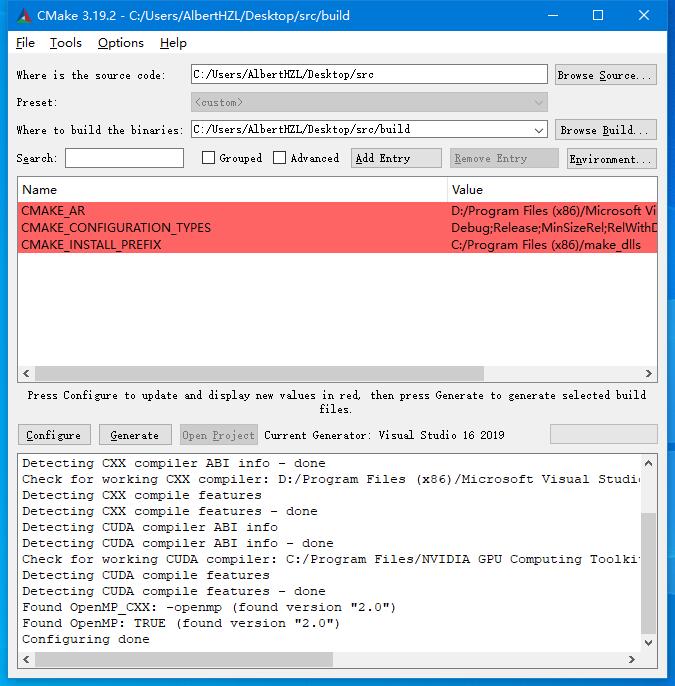 CMake 3.19.2 - C:/Users/AlbertHZL/Desktop/src/build
File Tools Options Help
Where is the source code: C:/Users/AlbertHZL/Desktop/src Browse Source...
Preset: <custom>
Where to build the binaries: C:/Users/AlbertHZL/Desktop/src/build Browse Build...
Search: Grouped Advanced Add Entry Remove Entry Environment...
Name Value
CMAKE_AR D:/Program Files (x86)/Microsoft Vi
CMAKE_CONFIGURATION_TYPES Debug;Release;MinSizeRel;RelWithD
CMAKE_INSTALL_PREFIX C:/Program Files (x86)/make_dlls
Press Configure to update and display new values in red, then press Generate to generate selected build
files.
Configure Generate Open Project Current Generator: Visual Studio 16 2019
Detecting CXX compiler ABI info - done
Check for working CXX compiler: D:/Program Files (x86)/Microsoft Visual Studio
Detecting CXX compile features
Detecting CXX compile features - done
Detecting CUDA compiler ABI info
Detecting CUDA compiler ABI info - done
Check for working CUDA compiler: C:/Program Files/NVIDIA GPU Computing Toolkit
Detecting CUDA compile features
Detecting CUDA compile features - done
Found OpenMP_CXX: -openmp (found version "2.0")
Found OpenMP: TRUE (found version "2.0")
Configuring done